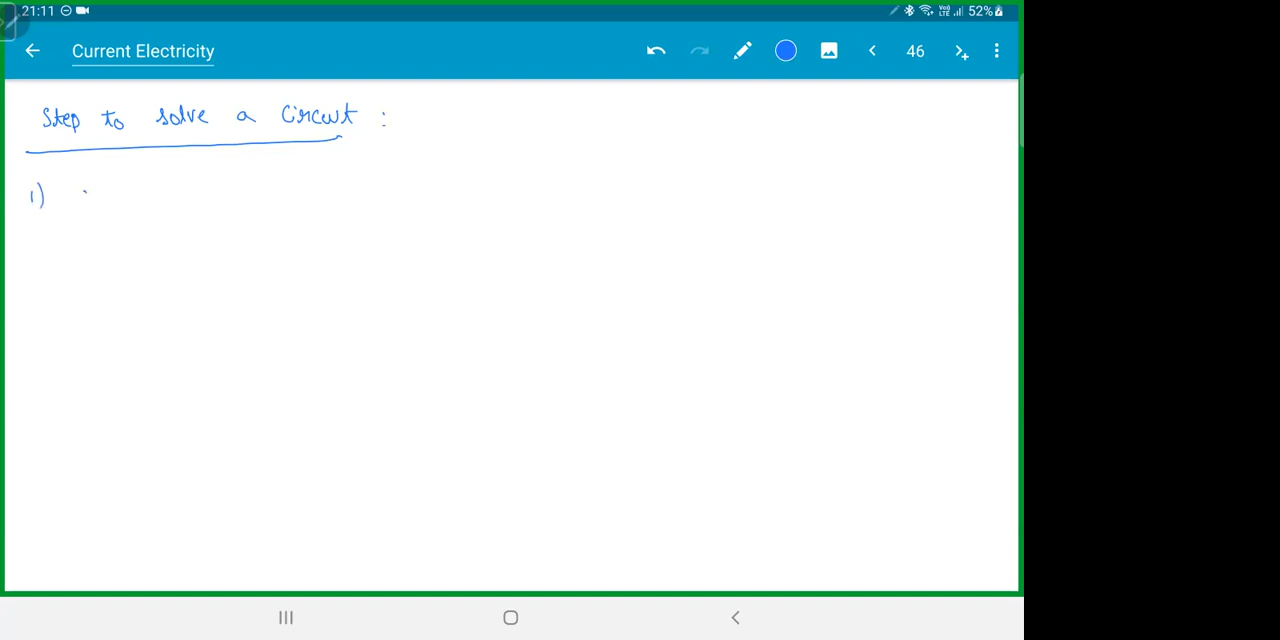 21:11 52%
Current Electricity 46
Step to solve a Circuit :
1)